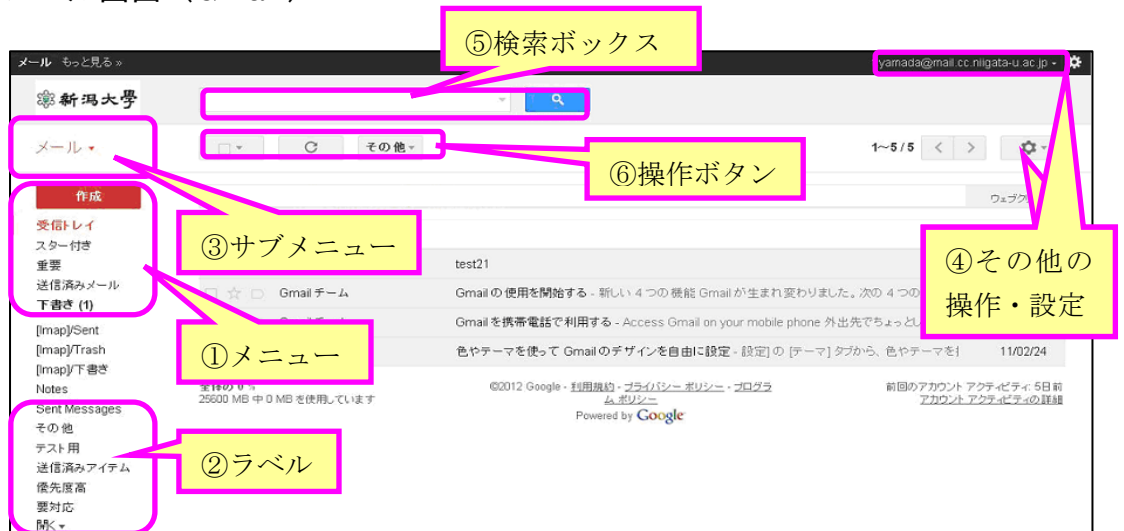 ⑤検索ボックス
メール もっと見る »
yamada@mail.cc.niigata-u.ac.jp
新潟大學
メール
その他
1～5 / 5
⑥操作ボタン
作成
③サブメニュー
④その他の
操作・設定
受信トレイ
スター付き
重要
送信済みメール
下書き (1)
test21
Gmail チーム
Gmail の使用を開始する - 新しい 4 つの機能 Gmail が生まれ変わりました。次の 4 つの
Gmail を携帯電話で利用する - Access Gmail on your mobile phone 外出先でちょっとし
色やテーマを使って Gmail のデザインを自由に設定 - 設定] の [テーマ] タブから、色やテーマを
11/02/24
①メニュー
[Imap]/Sent
[Imap]/Trash
[Imap]/下書き
Notes
Sent Messages
その他
テスト用
送信済みアイテム
優先度高
要対応
開く
②ラベル
25600 MB 中 0 MB を使用しています
©2012 Google - 利用規約 - プライバシー ポリシー - プログラ
ム ポリシー
Powered by Google
前回のアカウント アクティビティ: 5日前
アカウント アクティビティの詳細